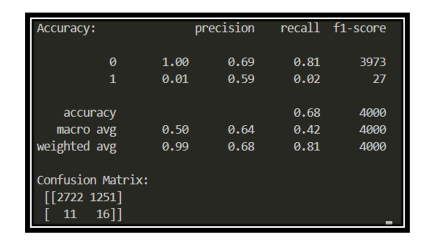 Accuracy: precision recall f1-score
0 1.00 0.69 0.81 3973
1 0.01 0.59 0.02 27
accuracy 0.68 4000
macro avg 0.50 0.64 0.42 4000
weighted avg 0.99 0.68 0.81 4000
Confusion Matrix:
[[2722 1251]
[ 11 16]]